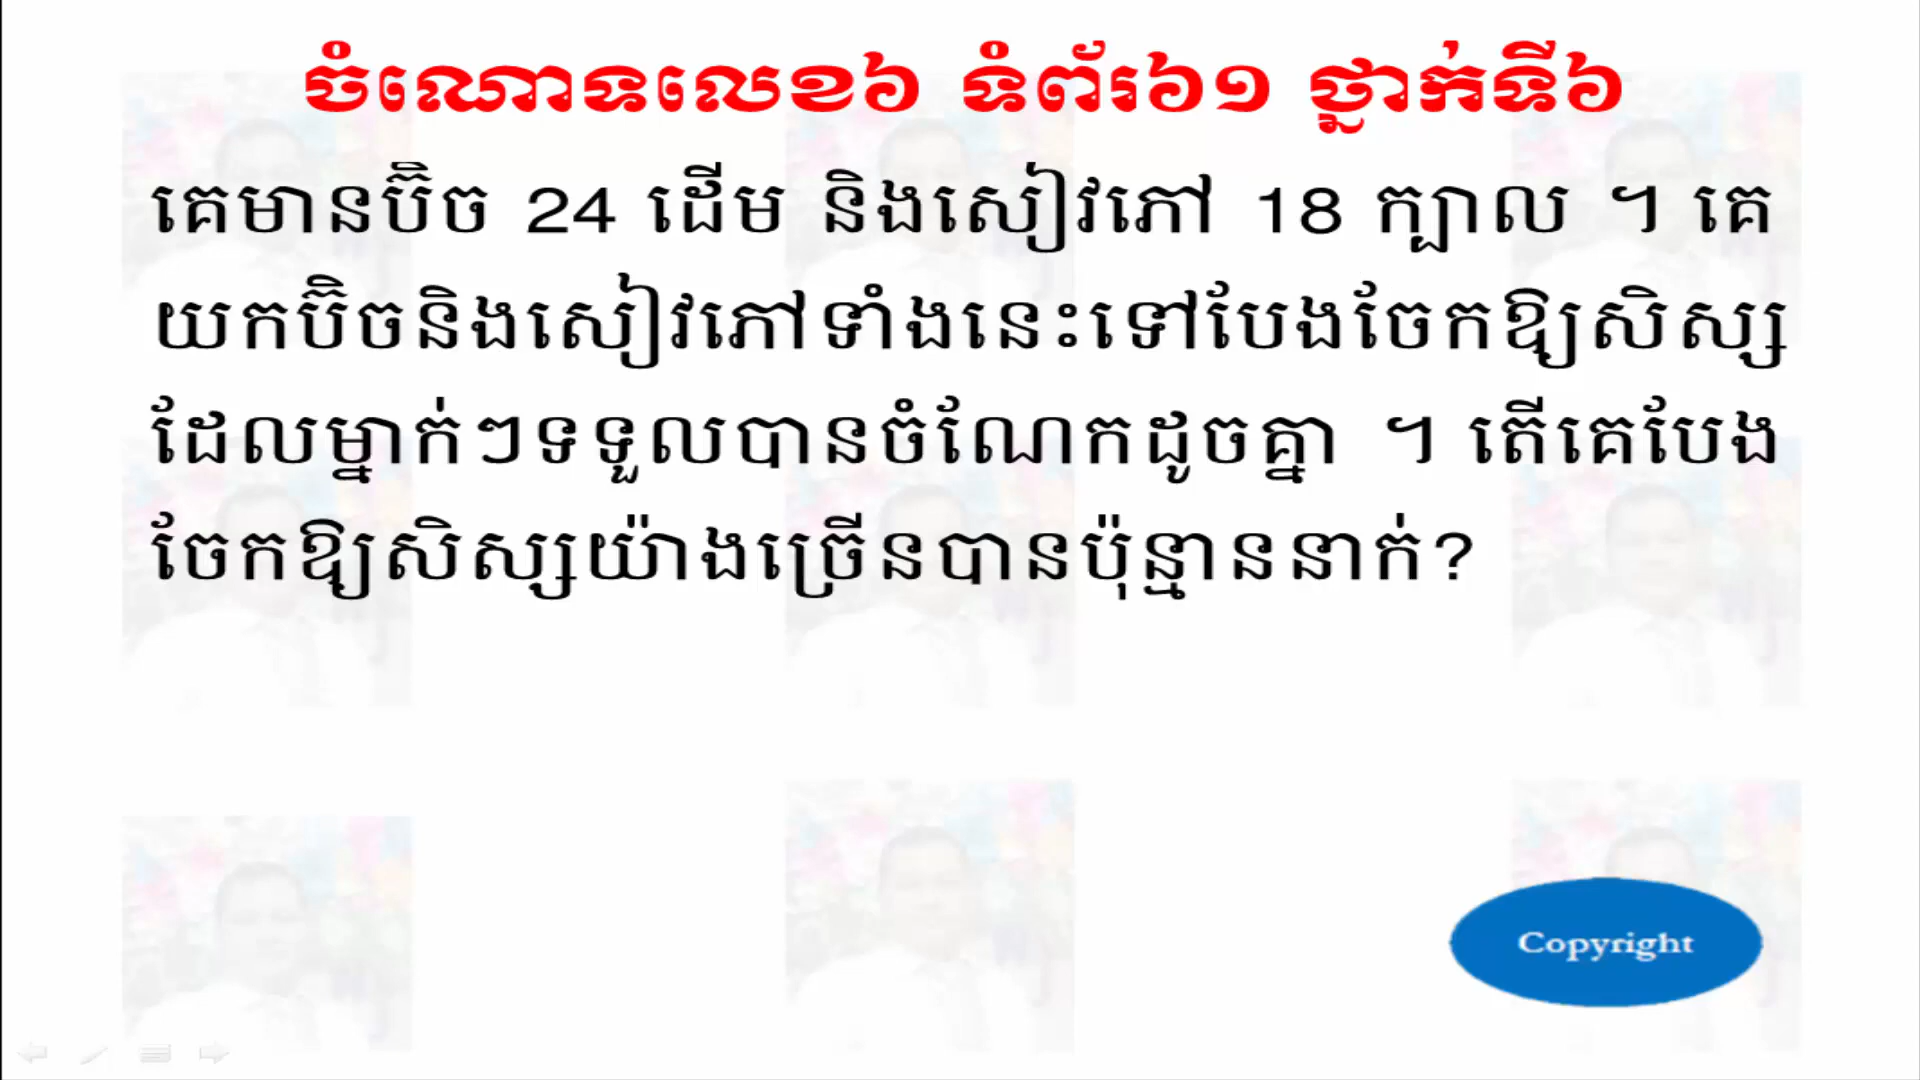 ចំណោទលេខ៦ ទំព័រ៦១ ថ្នាក់ទី៦
គេមានប៊ិច 24 ដើម និងសៀវភៅ 18 ក្បាល ។ គេ
យកប៊ិចនិងសៀវភៅទាំងនេះទៅបែងចែកឱ្យសិស្ស
ដែលម្នាក់ៗទទួលបានចំណែកដូចគ្នា ។ តើគេបែង
ចែកឱ្យសិស្សយ៉ាងច្រើនបានប៉ុន្មាននាក់?
Copyright